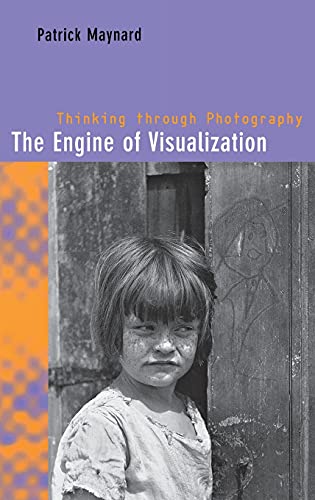 Patrick Maynard
Thinking through Photography
The Engine of Visualization